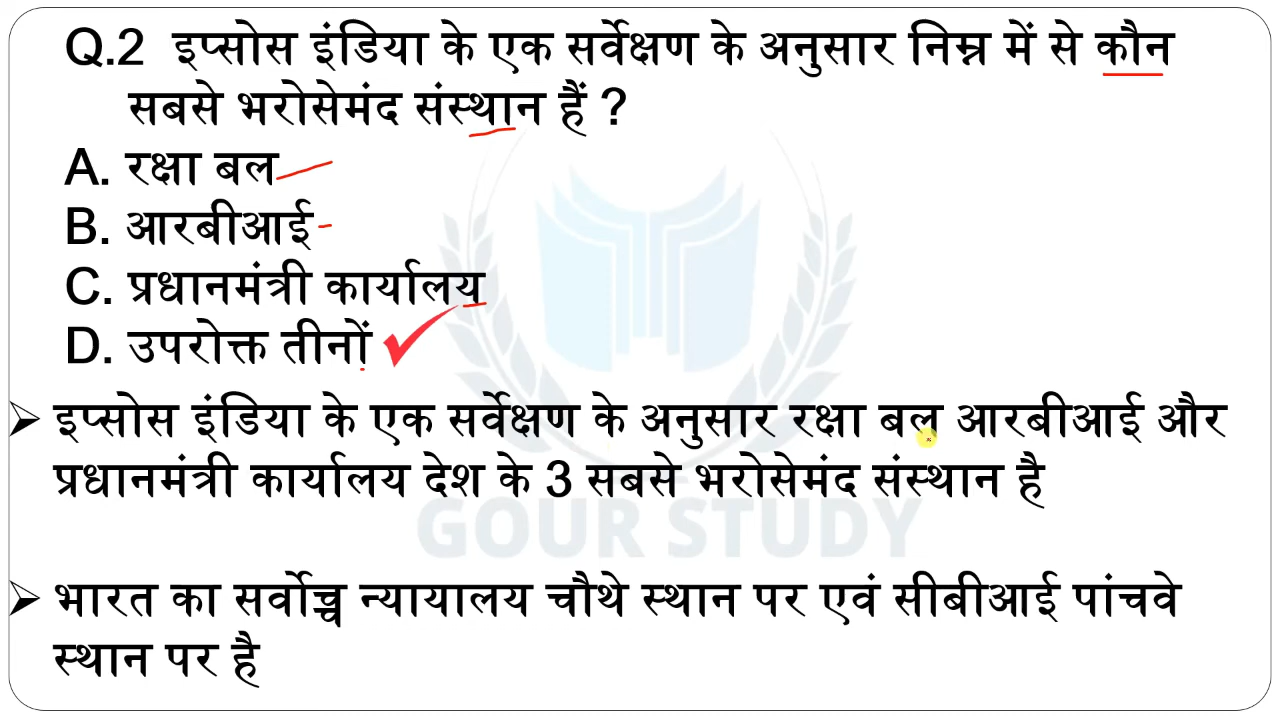 Q.2 इप्सोस इंडिया के एक सर्वेक्षण के अनुसार निम्न में से कौन
सबसे भरोसेमंद संस्थान हैं ?
A. रक्षा बल
B. आरबीआई
C. प्रधानमंत्री कार्यालय
D. उपरोक्त तीनों
➢ इप्सोस इंडिया के एक सर्वेक्षण के अनुसार रक्षा बल आरबीआई और
प्रधानमंत्री कार्यालय देश के 3 सबसे भरोसेमंद संस्थान है
GOUR STUDY
➢ भारत का सर्वोच्च न्यायालय चौथे स्थान पर एवं सीबीआई पांचवे
स्थान पर है